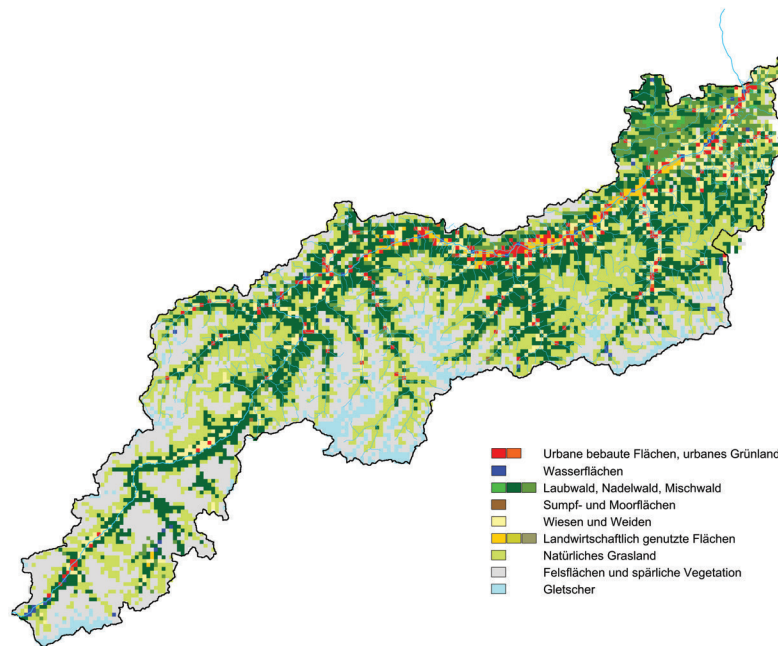 Urbane bebaute Flächen, urbanes Grünland
Wasserflächen
Laubwald, Nadelwald, Mischwald
Sumpf- und Moorflächen
Wiesen und Weiden
Landwirtschaftlich genutzte Flächen
Natürliches Grasland
Felsflächen und spärliche Vegetation
Gletscher